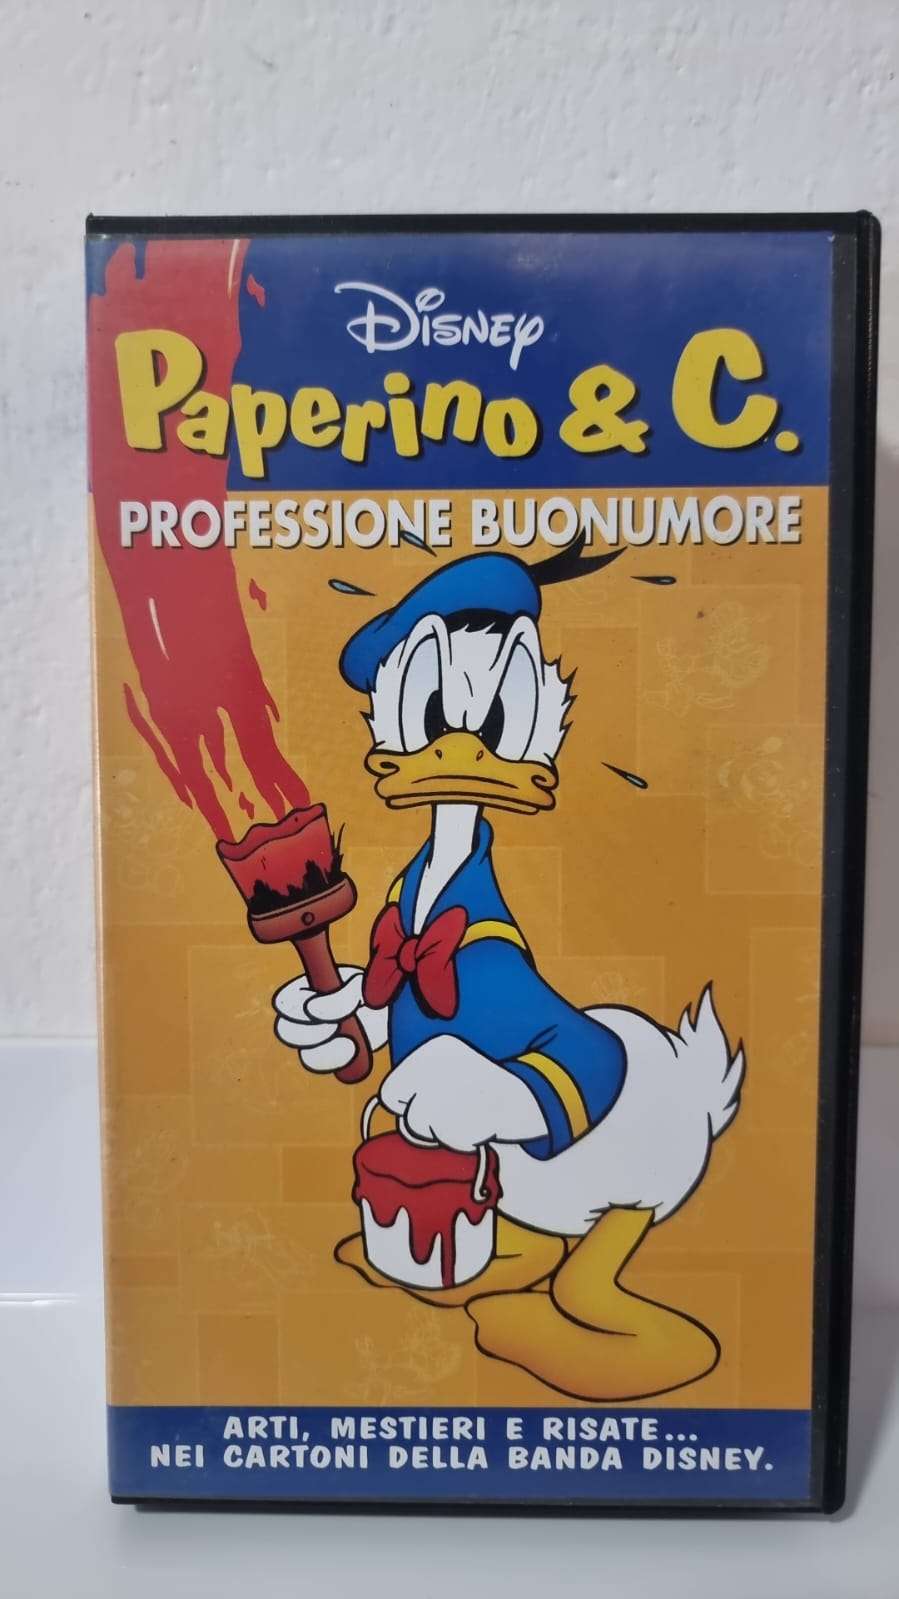 Disney
Paperino & C.
PROFESSIONE BUONUMORE
ARTI, MESTIERI E RISATE...
NEI CARTONI DELLA BANDA DISNEY.